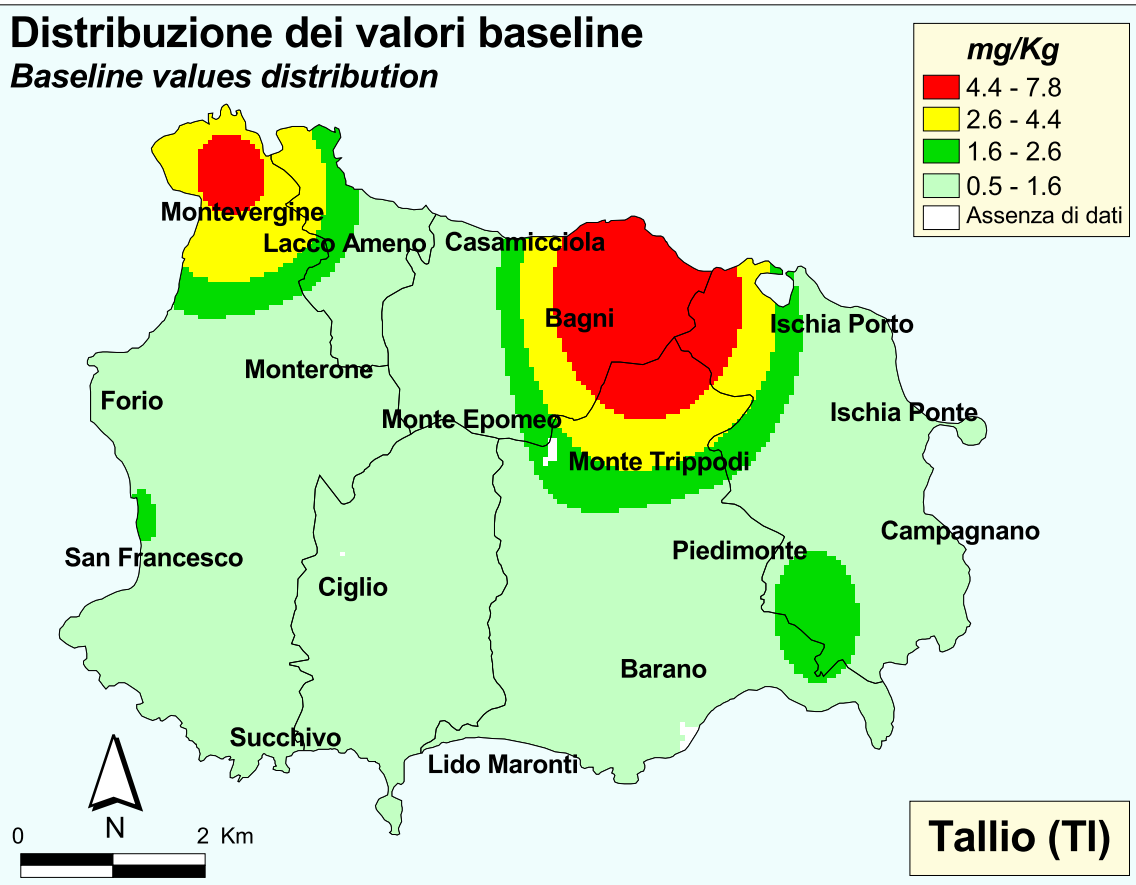 Distribuzione dei valori baseline
Baseline values distribution
mg/Kg
4.4 - 7.8
2.6 - 4.4
1.6 - 2.6
0.5 - 1.6
Assenza di dati
Montevergine
Lacco Ameno
Casamicciola
Bagni
Ischia Porto
Monterone
Forio
Monte Epomeo
Ischia Ponte
Monte Trippodi
Campagnano
San Francesco
Piedimonte
Ciglio
Barano
Succhivo
Lido Maronti
N
0 2 Km
Tallio (Tl)